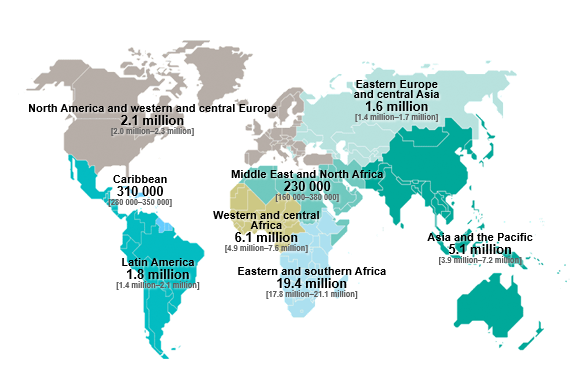 Eastern Europe
and central Asia
1.6 million
[1.4 million–1.7 million]
North America and western and central Europe
2.1 million
[2.0 million–2.3 million]
Middle East and North Africa
230 000
[160 000–380 000]
Caribbean
310 000
[280 000–350 000]
Western and central
Africa
6.1 million
[4.9 million–7.6 million]
Asia and the Pacific
5.1 million
[3.9 million–7.2 million]
Latin America
1.8 million
[1.4 million–2.1 million]
Eastern and southern Africa
19.4 million
[17.8 million–21.1 million]